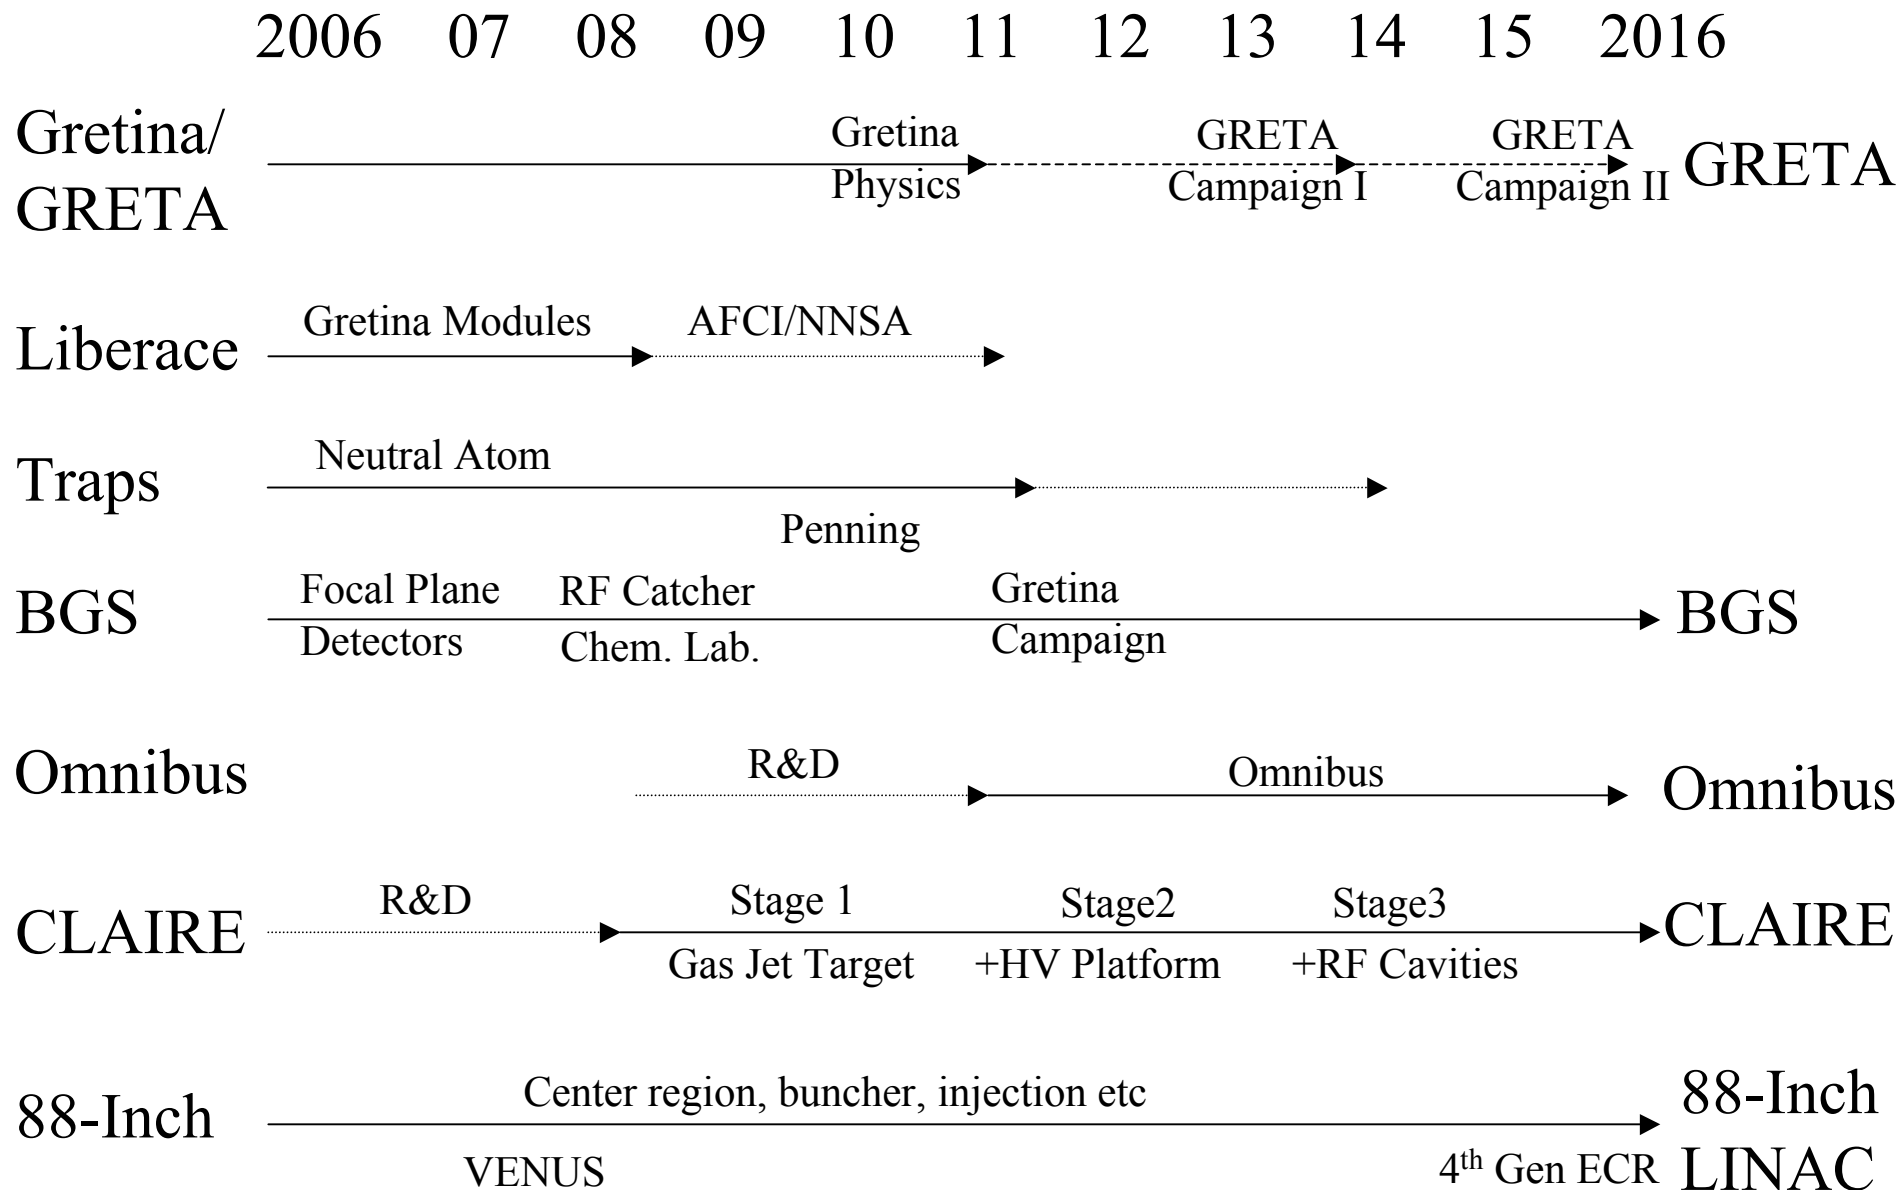 2006 07 08 09 10 11 12 13 14 15 2016
Gretina/
GRETA
Gretina
Physics
GRETA
Campaign I
GRETA
Campaign II
GRETA
Liberace
Gretina Modules
AFCI/NNSA
Traps
Neutral Atom
Penning
BGS
Focal Plane
Detectors
RF Catcher
Chem. Lab.
Gretina
Campaign
BGS
Omnibus
R&D
Omnibus
Omnibus
CLAIRE
R&D
Stage 1
Gas Jet Target
Stage2
+HV Platform
Stage3
+RF Cavities
CLAIRE
88-Inch
Center region, buncher, injection etc
VENUS
4th Gen ECR
88-Inch
LINAC